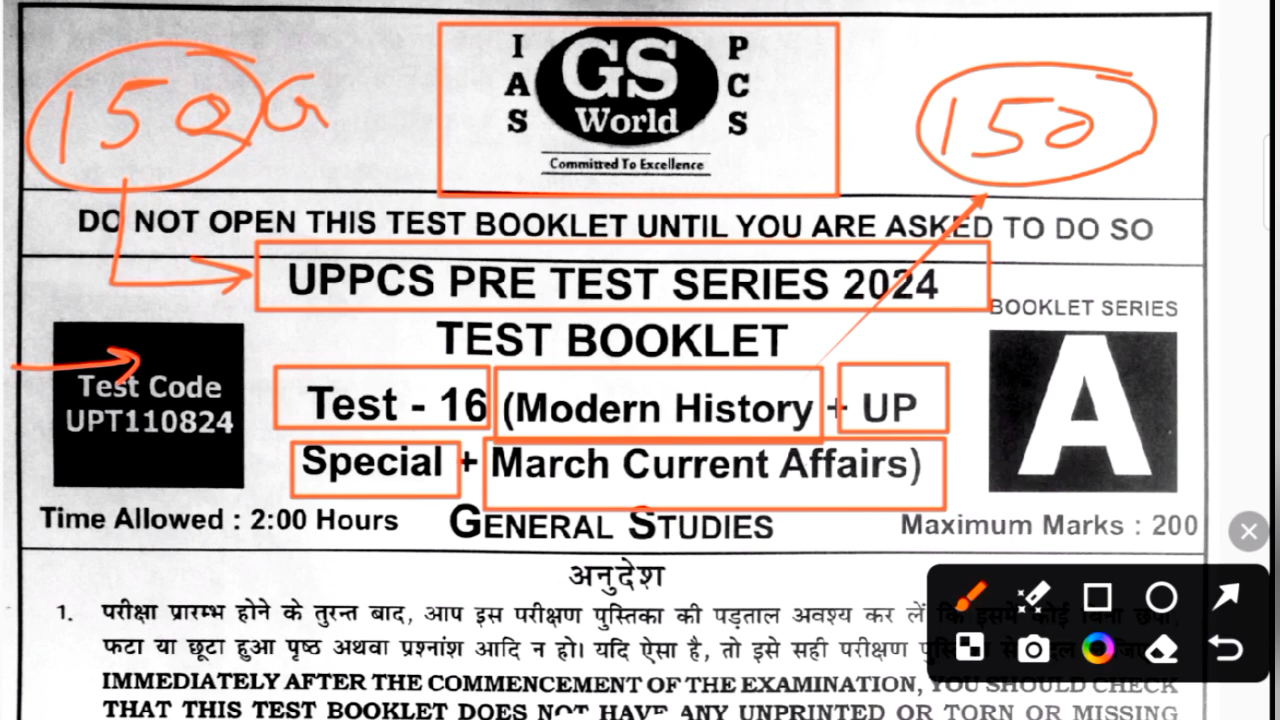 150 G
I A S
GS
World
P C S
Committed To Excellence
150
DO NOT OPEN THIS TEST BOOKLET UNTIL YOU ARE ASKED TO DO SO
UPPCS PRE TEST SERIES 2024
BOOKLET SERIES
TEST BOOKLET
A
Test Code
UPT110824
Test - 16 (Modern History + UP
Special + March Current Affairs)
Time Allowed : 2:00 Hours
GENERAL STUDIES
Maximum Marks : 200
अनुदेश
1. परीक्षा प्रारम्भ होने के तुरन्त बाद, आप इस परीक्षण पुस्तिका की पड़ताल अवश्य कर लें कि इसमें कोई बिना छपा,
फटा या छूटा हुआ पृष्ठ अथवा प्रश्नांश आदि न हो। यदि ऐसा है, तो इसे सही परीक्षण
IMMEDIATELY AFTER THE COMMENCEMENT OF THE EXAMINATION, YOU SHOULD CHECK
THAT THIS TEST BOOKLET DOES NOT HAVE ANY UNPRINTED OR TORN OR MISSING